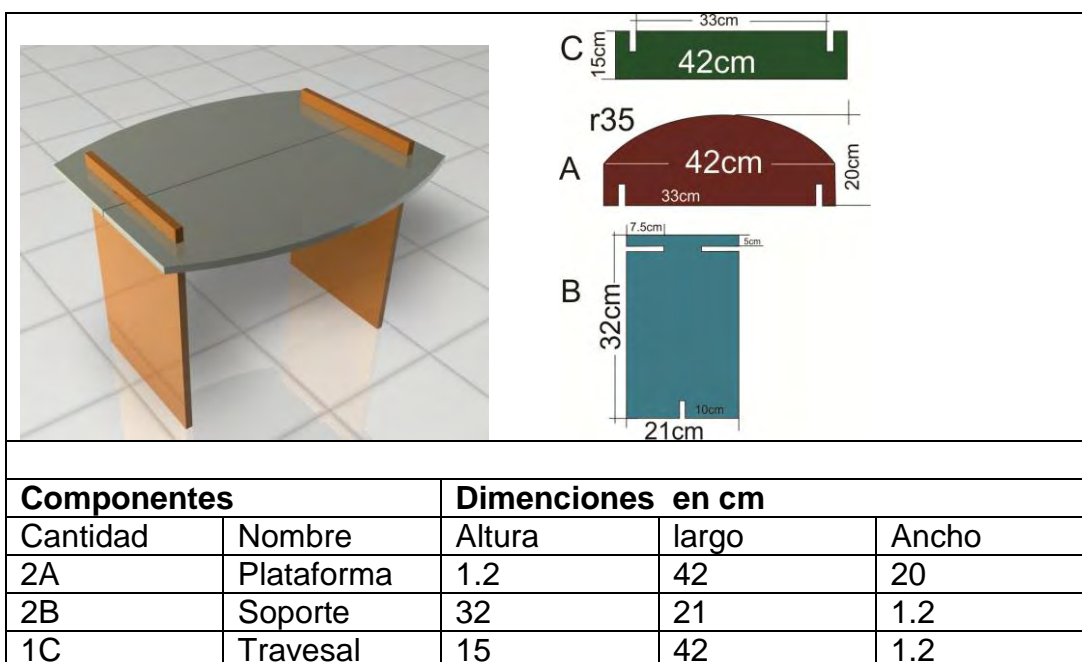 33cm
C
15cm
42cm
r35
A
42cm
20cm
33cm
7.5cm
5cm
B
32cm
10cm
21cm
Componentes Dimenciones en cm
Cantidad Nombre Altura largo Ancho
2A Plataforma 1.2 42 20
2B Soporte 32 21 1.2
1C Travesal 15 42 1.2